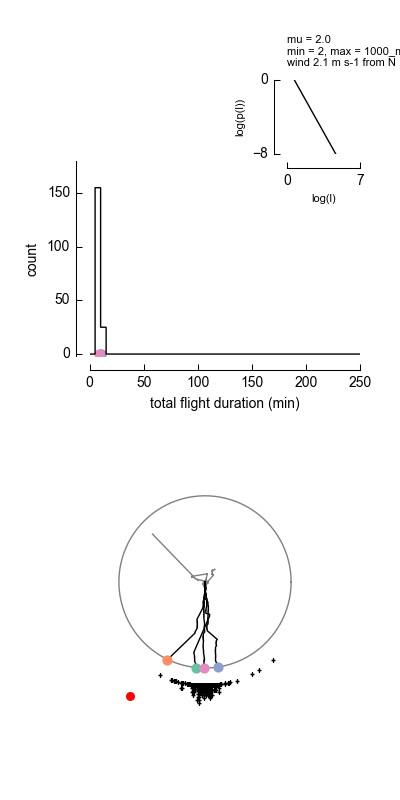 mu = 2.0
min = 2, max = 1000_m
wind 2.1 m s-1 from N
0
log(p(l))
−8
0 7
log(l)
150
100
50
0
count
0 50 100 150 200 250
total flight duration (min)